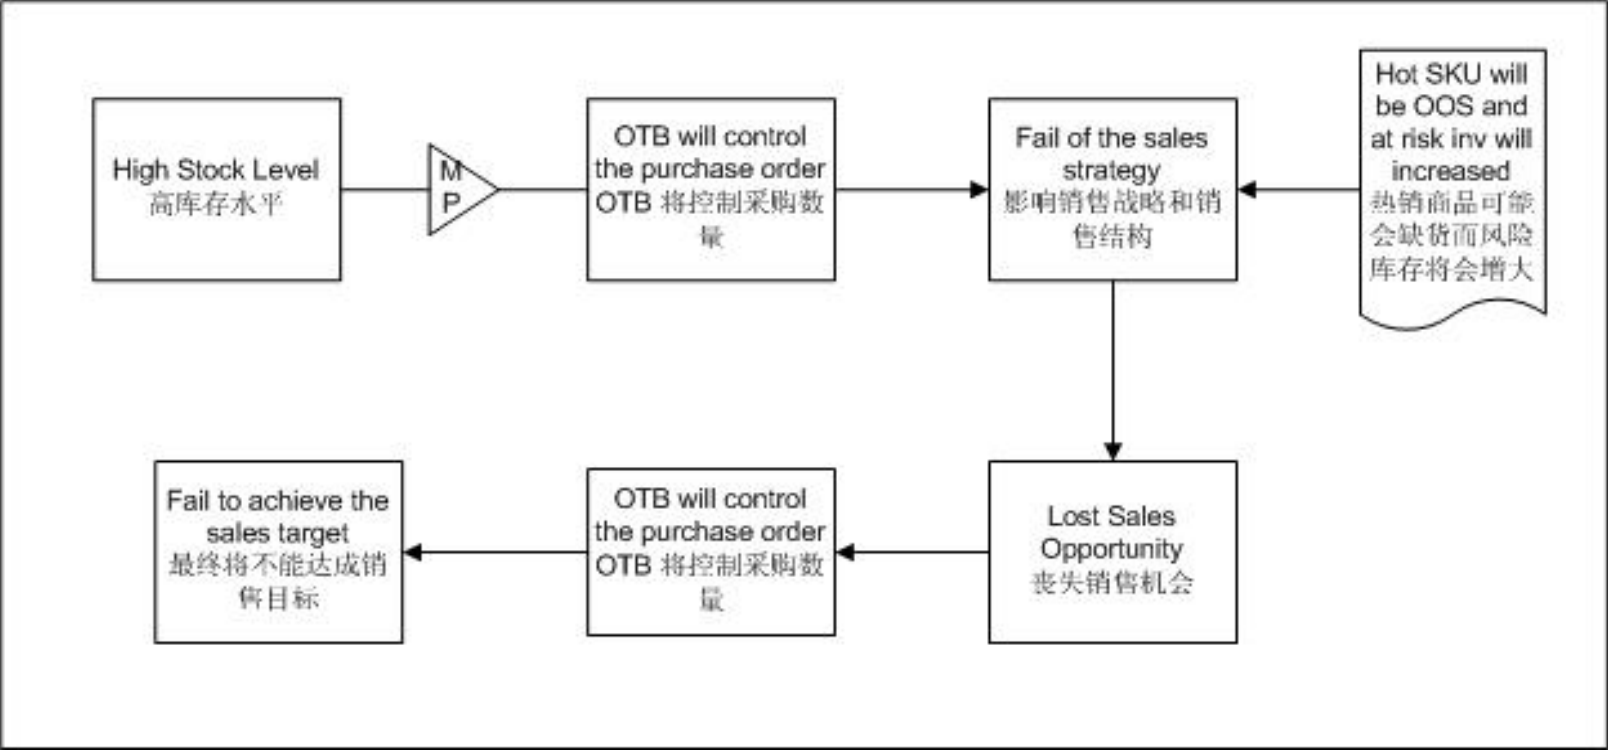 High Stock Level
高库存水平
M
P
OTB will control
the purchase order
OTB 将控制采购数
量
Fail of the sales
strategy
影响销售战略和销
售结构
Hot SKU will
be OOS and
at risk inv will
increased
热销商品可能
会缺货而风险
库存将会增大
Fail to achieve the
sales target
最终将不能达成销
售目标
OTB will control
the purchase order
OTB 将控制采购数
量
Lost Sales
Opportunity
丧失销售机会